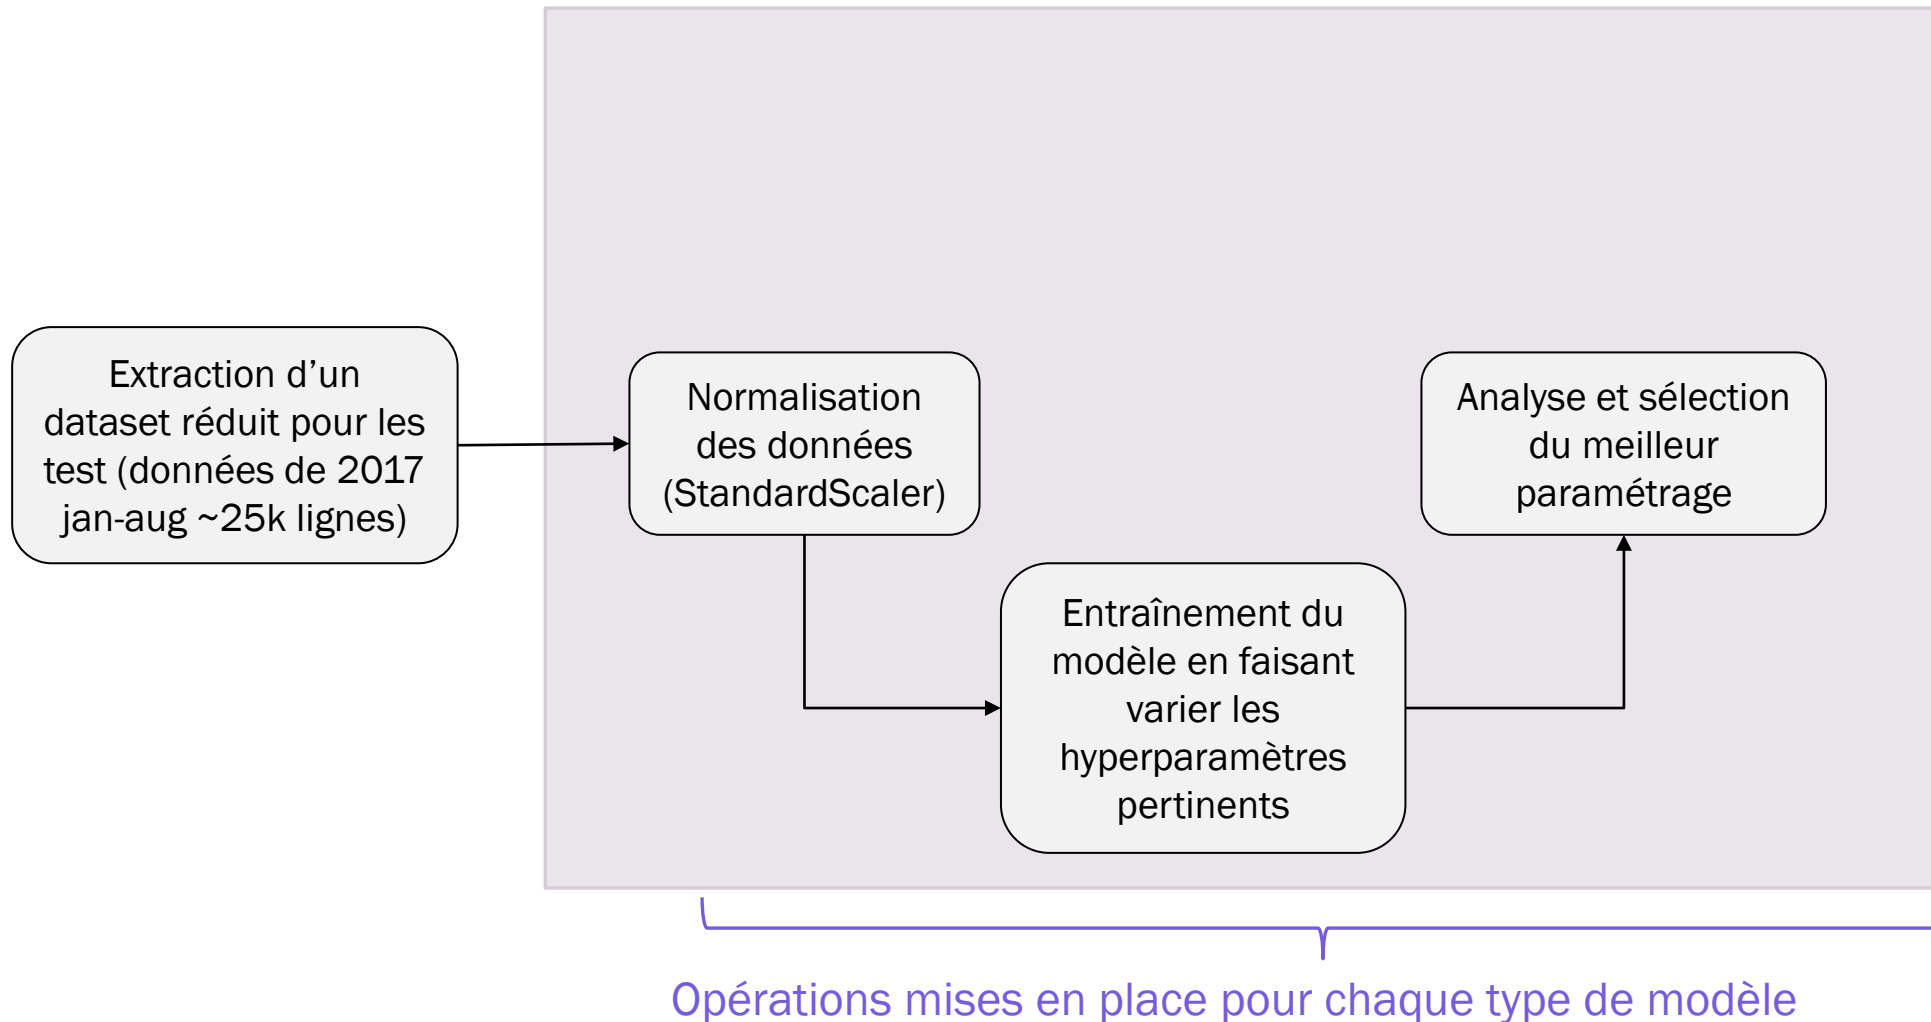 Extraction d’un
dataset réduit pour les
test (données de 2017
jan-aug ~25k lignes)
Normalisation
des données
(StandardScaler)
Entraînement du
modèle en faisant
varier les
hyperparamètres
pertinents
Analyse et sélection
du meilleur
paramétrage
Opérations mises en place pour chaque type de modèle